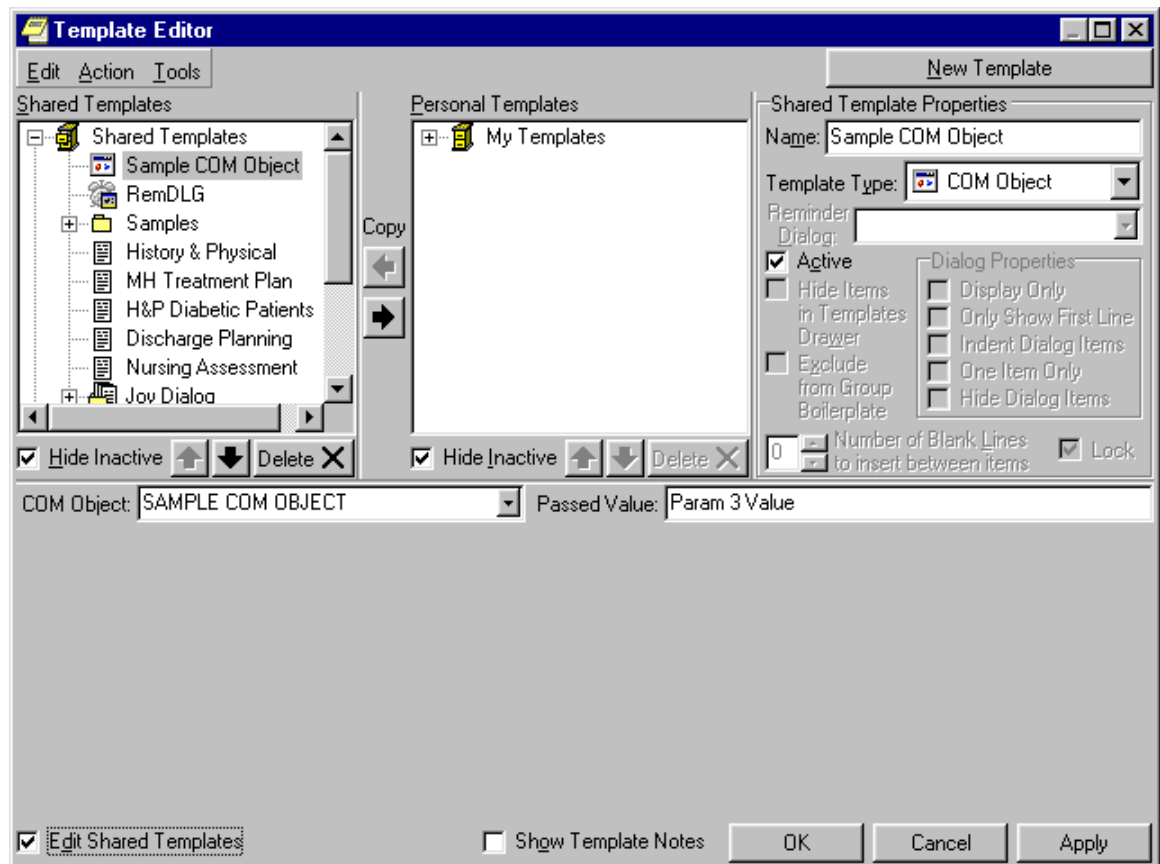 Template Editor
Edit Action Tools
New Template
Shared Templates
Shared Templates
Sample COM Object
RemDLG
Samples
History & Physical
MH Treatment Plan
H&P Diabetic Patients
Discharge Planning
Nursing Assessment
Joy Dialog
Hide Inactive
Delete
Copy
Personal Templates
My Templates
Hide Inactive
Delete
Shared Template Properties
Name: Sample COM Object
Template Type: COM Object
Reminder
Dialog:
Active
Hide Items
in Templates
Drawer
Exclude
from Group
Boilerplate
Dialog Properties
Display Only
Only Show First Line
Indent Dialog Items
One Item Only
Hide Dialog Items
0 Number of Blank Lines
to insert between items
Lock
COM Object: SAMPLE COM OBJECT Passed Value: Param 3 Value
Edit Shared Templates Show Template Notes OK Cancel Apply